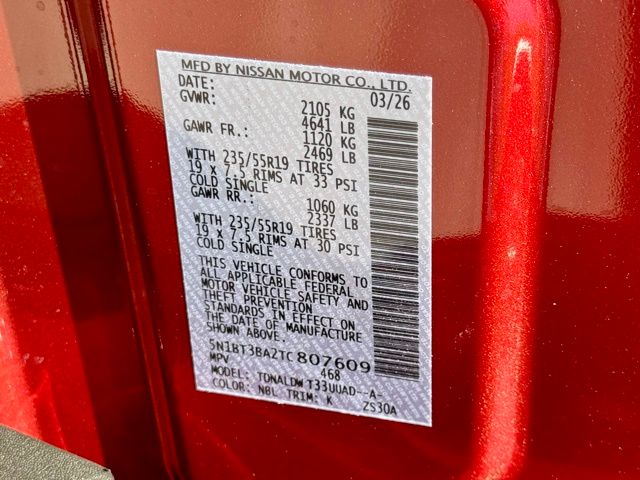 MFD BY NISSAN MOTOR CO., LTD.
DATE: 03/26
GVWR: 2105 KG
4641 LB
GAWR FR.: 1120 KG
2469 LB
WITH 235/55R19 TIRES
19 x 7.5 RIMS AT 33 PSI
COLD SINGLE
GAWR RR.: 1060 KG
2337 LB
WITH 235/55R19 TIRES
19 x 7.5 RIMS AT 30 PSI
COLD SINGLE
THIS VEHICLE CONFORMS TO
ALL APPLICABLE FEDERAL
MOTOR VEHICLE SAFETY AND
THEFT PREVENTION
STANDARDS IN EFFECT ON
THE DATE OF MANUFACTURE
SHOWN ABOVE.
5N1BT3BA2TC807609
MPV 468
MODEL: TDNALDW T33UUAD--A-
COLOR: NBL TRIM: K ZS30A